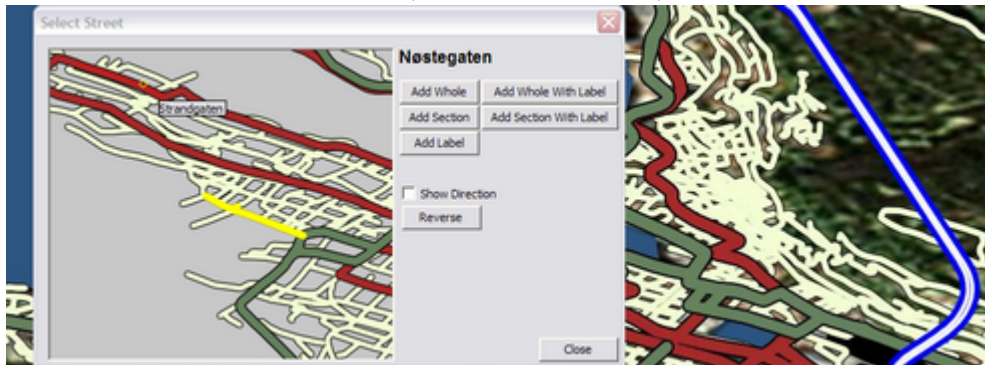 Select Street
Strandgaten
Nøstegaten
Add Whole
Add Whole With Label
Add Section
Add Section With Label
Add Label
Show Direction
Reverse
Close